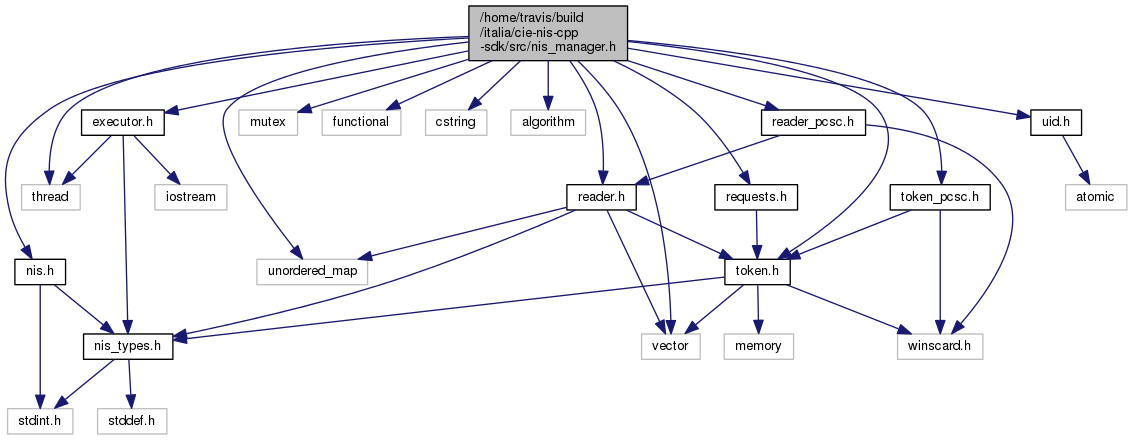 /home/travis/build
/italia/cie-nis-cpp
-sdk/src/nis_manager.h
executor.h
mutex
functional
cstring
algorithm
reader_pcsc.h
uid.h
thread
iostream
reader.h
requests.h
token_pcsc.h
atomic
nis.h
unordered_map
token.h
nis_types.h
vector
memory
winscard.h
stdint.h
stddef.h